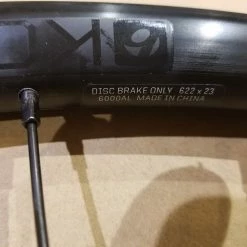 DISC BRAKE ONLY 622 x 23
6000AL MADE IN CHINA